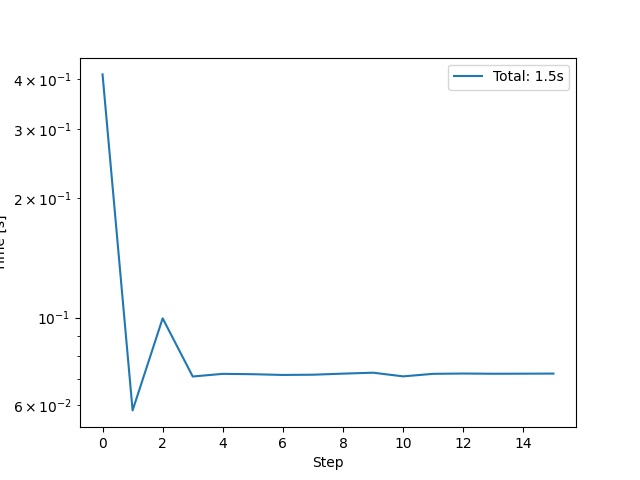 4 × 10⁻¹
Total: 1.5s
3 × 10⁻¹
2 × 10⁻¹
Time [s]
10⁻¹
6 × 10⁻²
0 2 4 6 8 10 12 14
Step